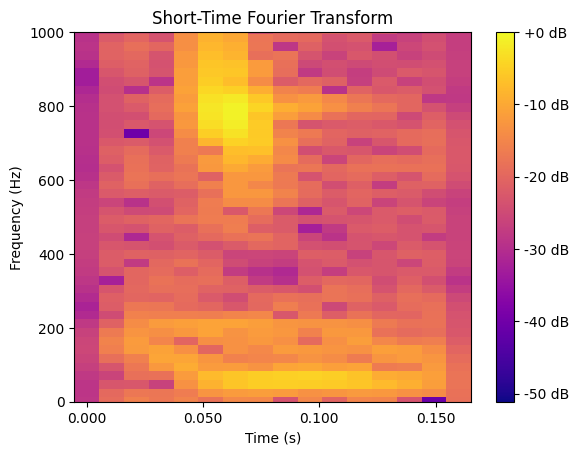 Short-Time Fourier Transform
1000
800
600
400
200
0
Frequency (Hz)
0.000
0.050
0.100
0.150
Time (s)
+0 dB
-10 dB
-20 dB
-30 dB
-40 dB
-50 dB